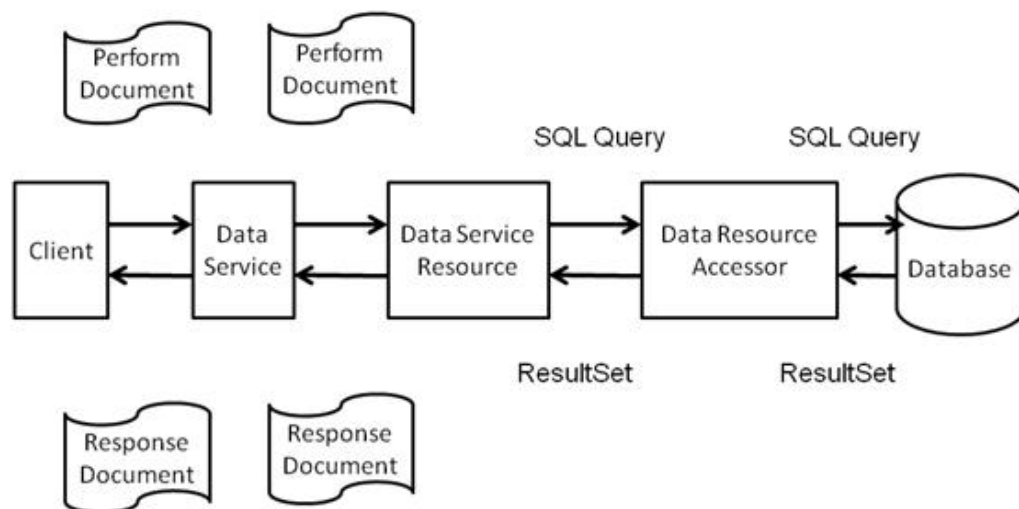 Perform
Document
Perform
Document
SQL Query
SQL Query
Client
Data
Service
Data Service
Resource
Data Resource
Accessor
Database
ResultSet
ResultSet
Response
Document
Response
Document